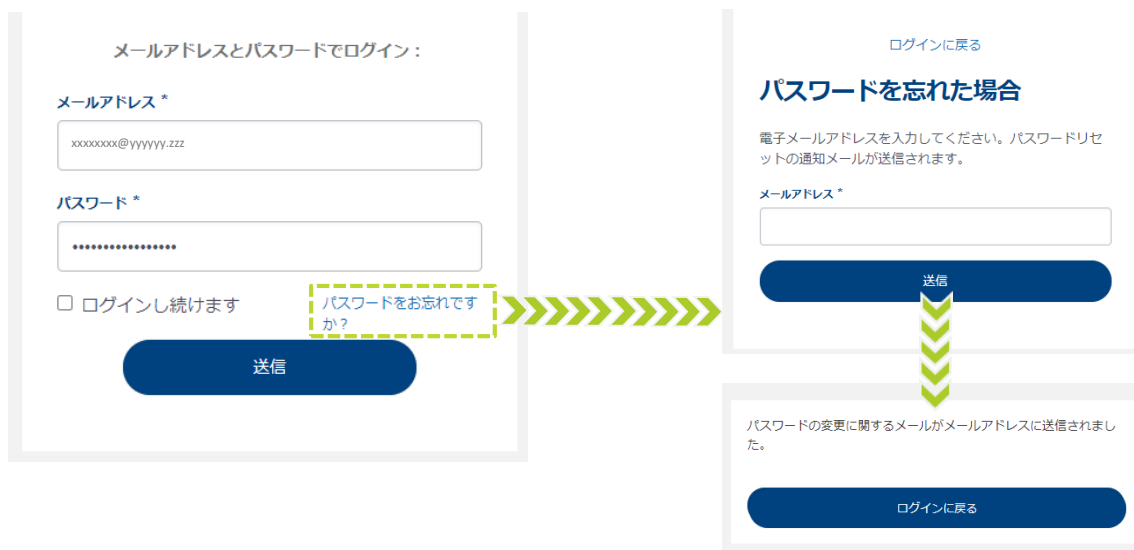 メールアドレスとパスワードでログイン：
メールアドレス *
xxxxxxxx@yyyyyy.zzz
パスワード *
•••••••••••••••••
ログインし続けます
パスワードをお忘れです
か？
送信
ログインに戻る
パスワードを忘れた場合
電子メールアドレスを入力してください。パスワードリセ
ットの通知メールが送信されます。
メールアドレス *
送信
パスワードの変更に関するメールがメールアドレスに送信されまし
た。
ログインに戻る